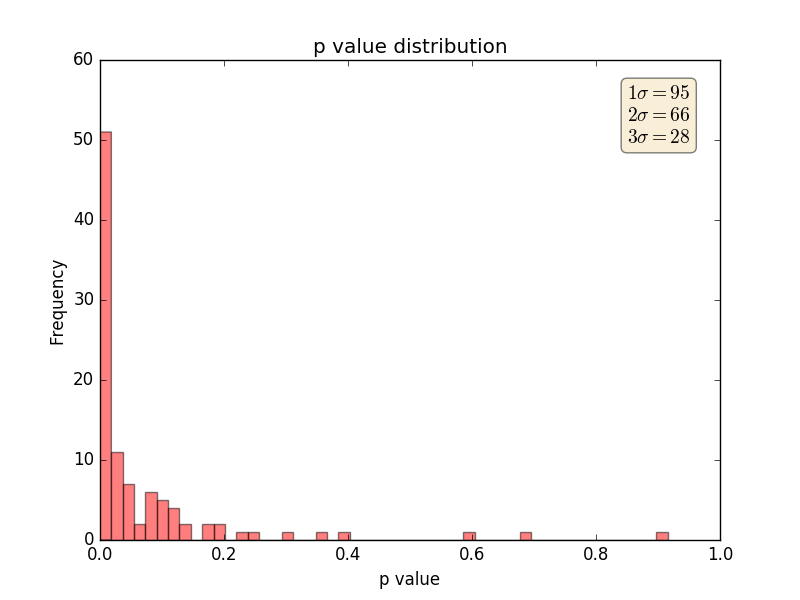 p value distribution
60
50
40
30
20
10
0
Frequency
1σ = 95
2σ = 66
3σ = 28
0.0 0.2 0.4 0.6 0.8 1.0
p value